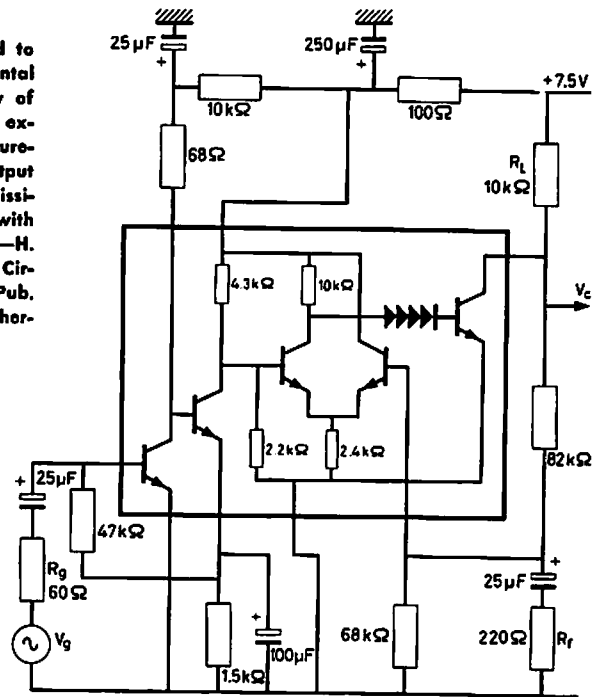 d to
ental
y of
ex-
ure-
tput
issi-
with
—H.
Cir-
Pub.
her-
25µF
+
250µF
+
10kΩ
100Ω
+7.5V
68Ω
RL
10kΩ
4.3kΩ
10kΩ
Vc
2.2kΩ
2.4kΩ
82kΩ
+
25µF
47kΩ
Rg
60Ω
Vg
+
1.5kΩ
100µF
68kΩ
+
25µF
220Ω
Rf